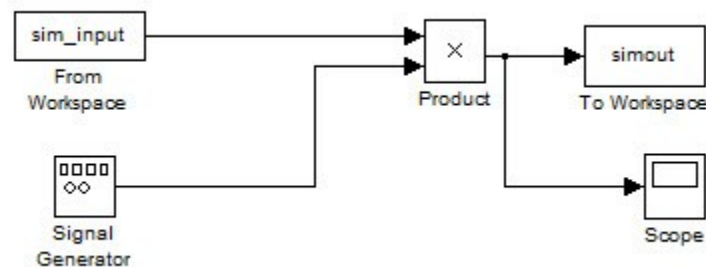 sim_input
From
Workspace
×
Product
simout
To Workspace
Signal
Generator
Scope